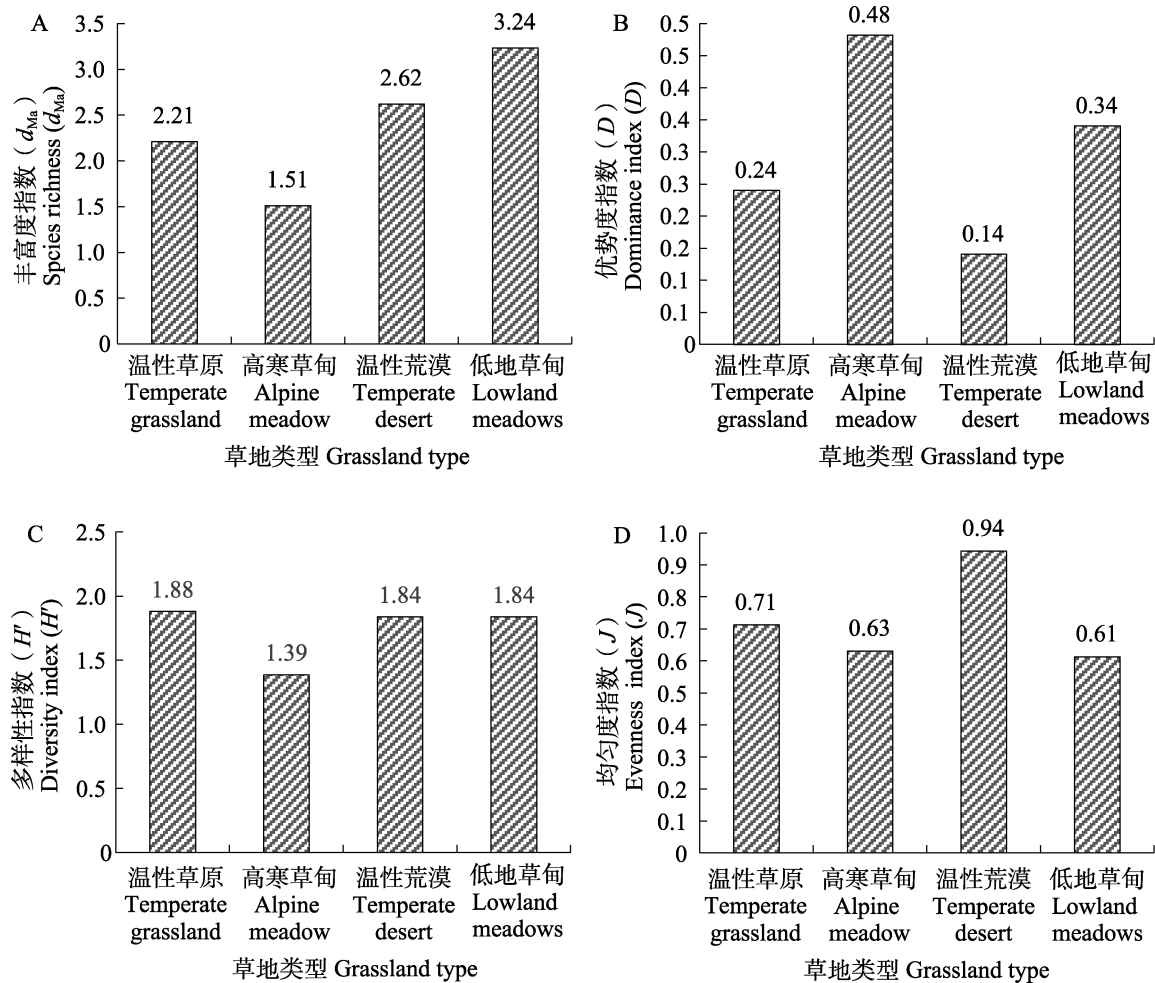 A
丰富度指数（dMa）
Spcies richness (dMa)
3.5
3.0
2.5
2.0
1.5
1.0
0.5
0
2.21
1.51
2.62
3.24
温性草原 高寒草甸 温性荒漠 低地草甸
Temperate Alpine Temperate Lowland
grassland meadow desert meadows
草地类型 Grassland type
B
优势度指数（D）
Dominance index (D)
0.5
0.5
0.4
0.4
0.3
0.3
0.2
0.2
0.1
0.1
0
0.24
0.48
0.14
0.34
温性草原 高寒草甸 温性荒漠 低地草甸
Temperate Alpine Temperate Lowland
grassland meadow desert meadows
草地类型 Grassland type
C
多样性指数（H′）
Diversity index (H′)
2.5
2.0
1.5
1.0
0.5
0
1.88
1.39
1.84
1.84
温性草原 高寒草甸 温性荒漠 低地草甸
Temperate Alpine Temperate Lowland
grassland meadow desert meadows
草地类型 Grassland type
D
均匀度指数（J）
Evenness index (J)
1.0
0.9
0.8
0.7
0.6
0.5
0.4
0.3
0.2
0.1
0
0.71
0.63
0.94
0.61
温性草原 高寒草甸 温性荒漠 低地草甸
Temperate Alpine Temperate Lowland
grassland meadow desert meadows
草地类型 Grassland type